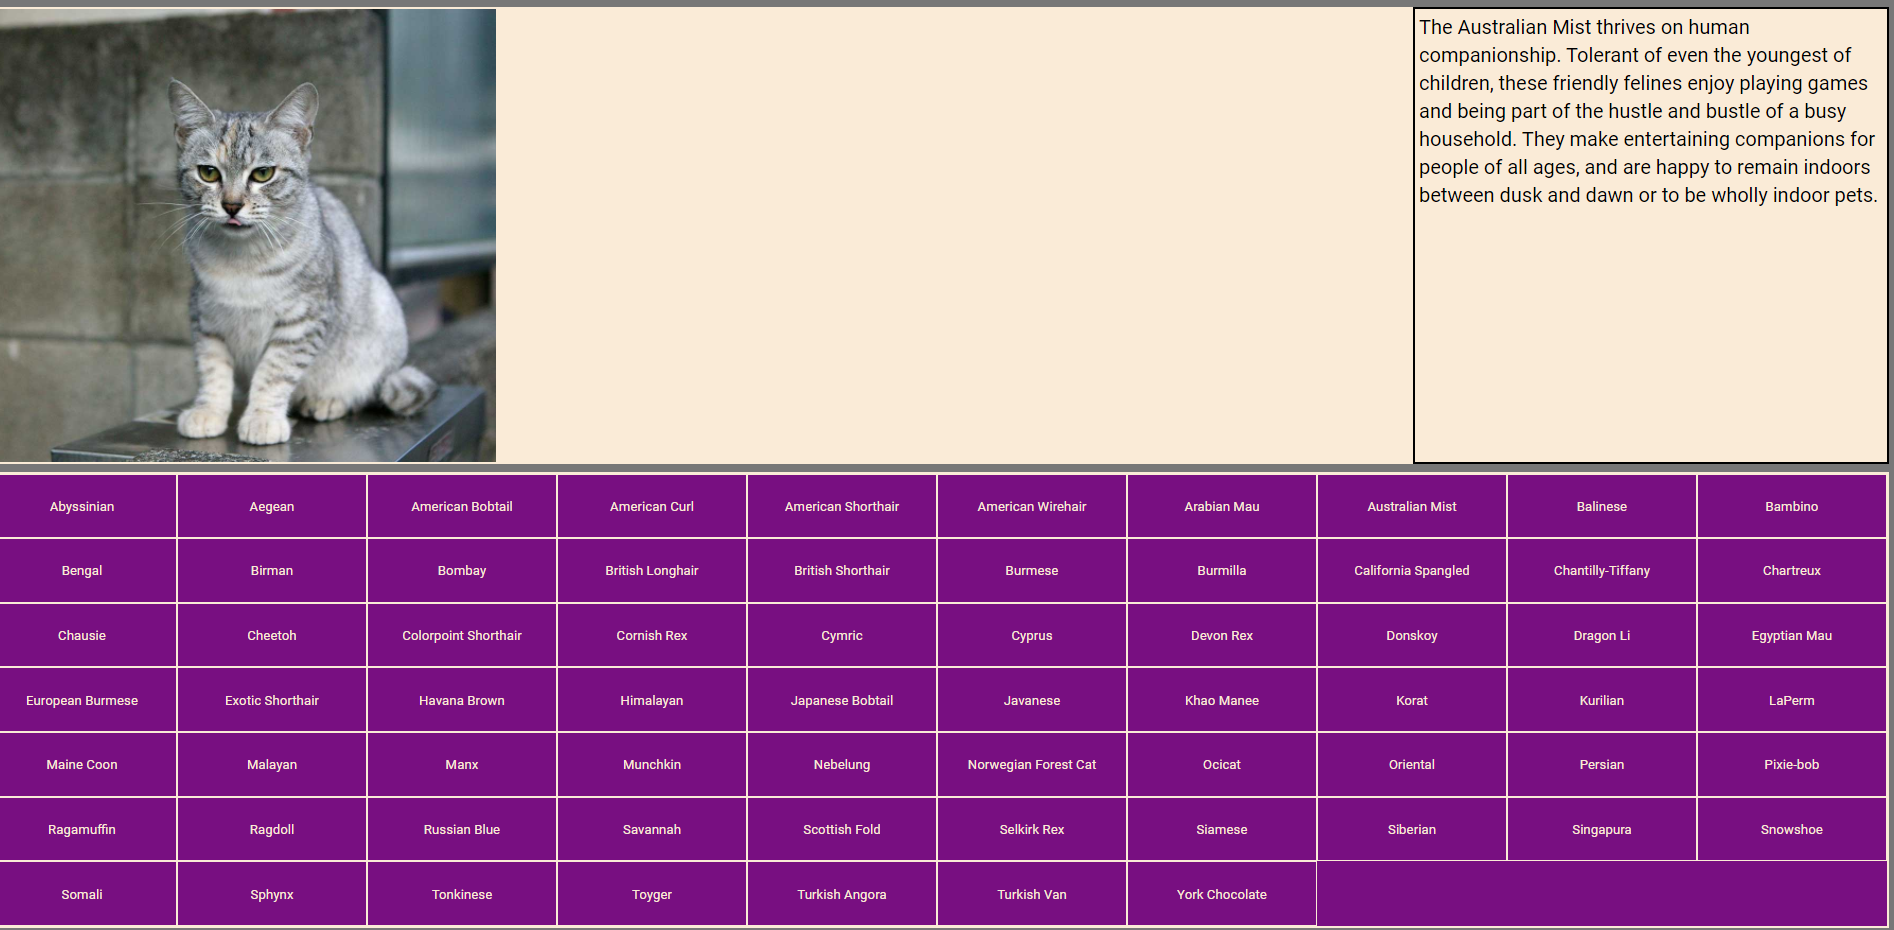 The Australian Mist thrives on human
companionship. Tolerant of even the youngest of
children, these friendly felines enjoy playing games
and being part of the hustle and bustle of a busy
household. They make entertaining companions for
people of all ages, and are happy to remain indoors
between dusk and dawn or to be wholly indoor pets.
Abyssinian Aegean American Bobtail American Curl American Shorthair American Wirehair Arabian Mau Australian Mist Balinese Bambino
Bengal Birman Bombay British Longhair British Shorthair Burmese Burmilla California Spangled Chantilly-Tiffany Chartreux
Chausie Cheetoh Colorpoint Shorthair Cornish Rex Cymric Cyprus Devon Rex Donskoy Dragon Li Egyptian Mau
European Burmese Exotic Shorthair Havana Brown Himalayan Japanese Bobtail Javanese Khao Manee Korat Kurilian LaPerm
Maine Coon Malayan Manx Munchkin Nebelung Norwegian Forest Cat Ocicat Oriental Persian Pixie-bob
Ragamuffin Ragdoll Russian Blue Savannah Scottish Fold Selkirk Rex Siamese Siberian Singapura Snowshoe
Somali Sphynx Tonkinese Toyger Turkish Angora Turkish Van York Chocolate